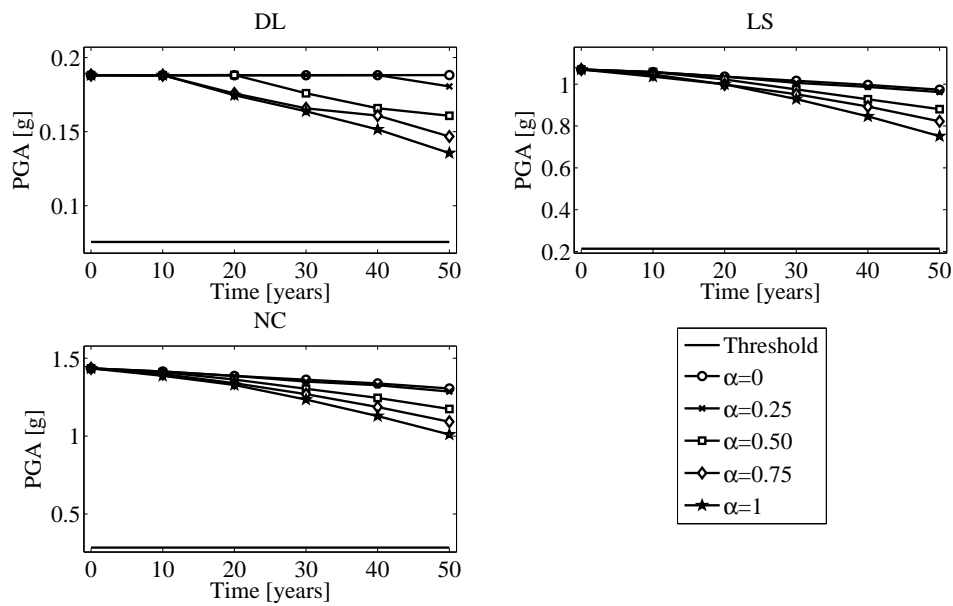 DL
PGA [g]
0.2
0.15
0.1
0 10 20 30 40 50
Time [years]
LS
PGA [g]
1
0.8
0.6
0.4
0.2
0 10 20 30 40 50
Time [years]
NC
PGA [g]
1.5
1
0.5
0 10 20 30 40 50
Time [years]
Threshold
α=0
α=0.25
α=0.50
α=0.75
α=1